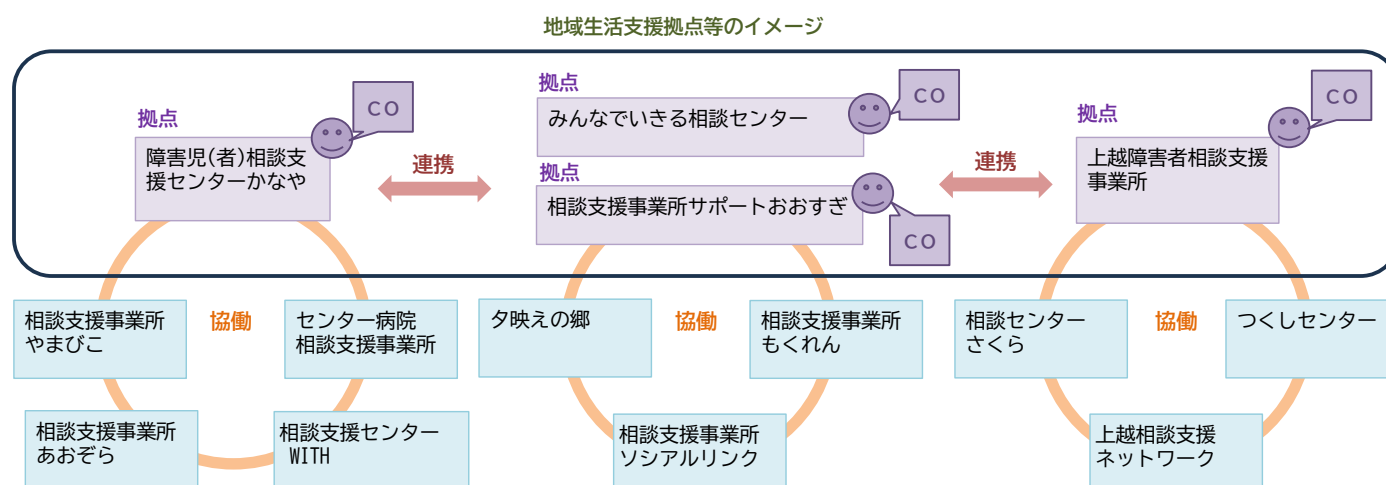 地域生活支援拠点等のイメージ
拠点
CO
障害児(者)相談支
援センターかなや
連携
拠点
CO
みんなでいきる相談センター
拠点
相談支援事業所サポートおおすぎ
CO
連携
拠点
CO
上越障害者相談支援
事業所
相談支援事業所
やまびこ
協働
センター病院
相談支援事業所
相談支援事業所
あおぞら
相談支援センター
WITH
夕映えの郷
協働
相談支援事業所
もくれん
相談支援事業所
ソシアルリンク
相談センター
さくら
協働
つくしセンター
上越相談支援
ネットワーク